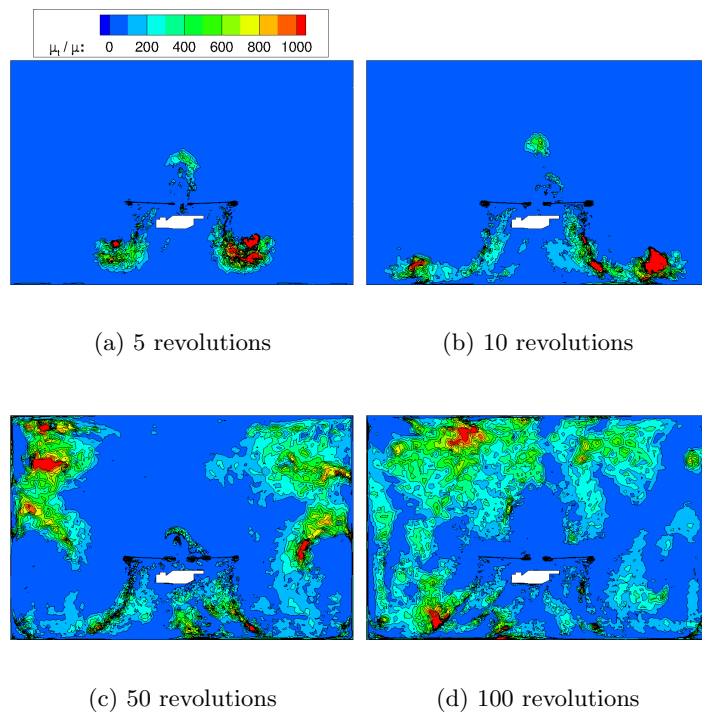 μt / μ: 0 200 400 600 800 1000
(a) 5 revolutions
(b) 10 revolutions
(c) 50 revolutions
(d) 100 revolutions